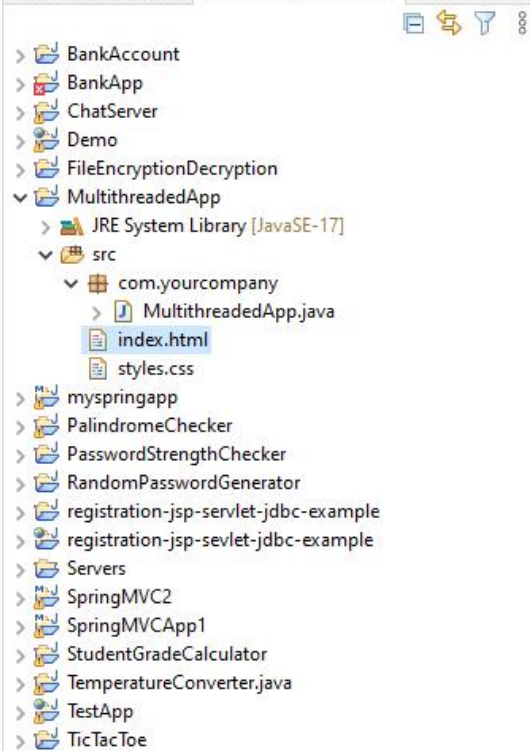 BankAccount
BankApp
ChatServer
Demo
FileEncryptionDecryption
MultithreadedApp
JRE System Library [JavaSE-17]
src
com.yourcompany
MultithreadedApp.java
index.html
styles.css
myspringapp
PalindromeChecker
PasswordStrengthChecker
RandomPasswordGenerator
registration-jsp-servlet-jdbc-example
registration-jsp-sevlet-jdbc-example
Servers
SpringMVC2
SpringMVCApp1
StudentGradeCalculator
TemperatureConverter.java
TestApp
TicTacToe